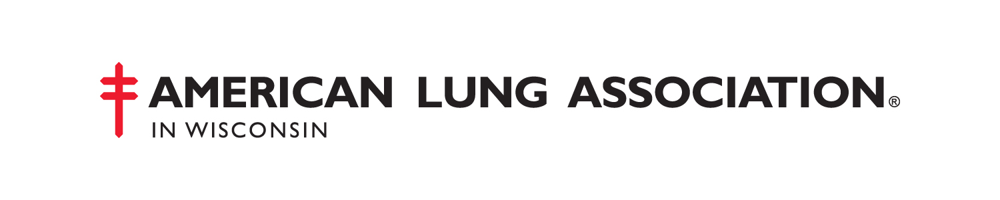 AMERICAN LUNG ASSOCIATION®
IN WISCONSIN